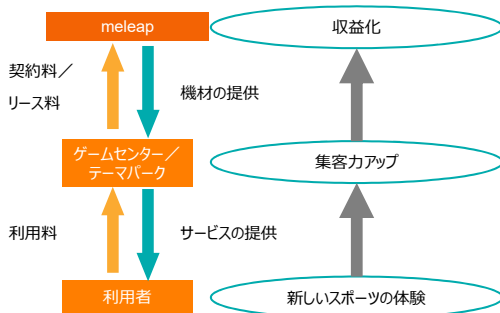 meleap
収益化
契約料／
リース料
機材の提供
ゲームセンター／
テーマパーク
集客力アップ
利用料
サービスの提供
利用者
新しいスポーツの体験